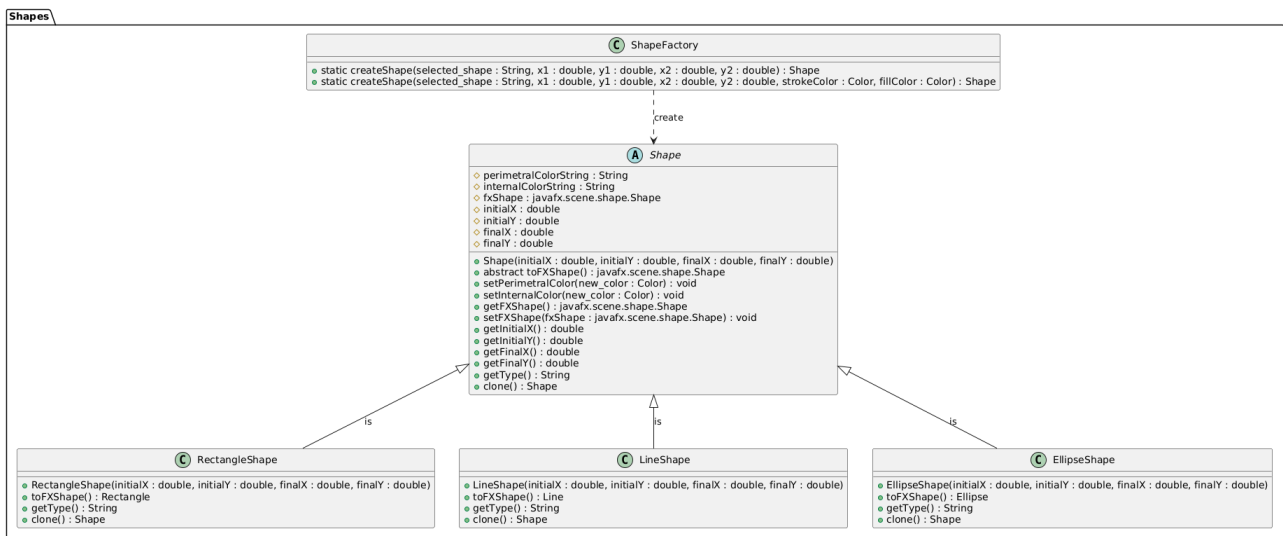 Shapes
C ShapeFactory
static createShape(selected_shape : String, x1 : double, y1 : double, x2 : double, y2 : double) : Shape
static createShape(selected_shape : String, x1 : double, y1 : double, x2 : double, y2 : double, strokeColor : Color, fillColor : Color) : Shape
create
A Shape
perimetralColorString : String
internalColorString : String
fxShape : javafx.scene.shape.Shape
initialX : double
initialY : double
finalX : double
finalY : double
Shape(initialX : double, initialY : double, finalX : double, finalY : double)
abstract toFXShape() : javafx.scene.shape.Shape
setPerimetralColor(new_color : Color) : void
setInternalColor(new_color : Color) : void
getFXShape() : javafx.scene.shape.Shape
setFXShape(fxShape : javafx.scene.shape.Shape) : void
getInitialX() : double
getInitialY() : double
getFinalX() : double
getFinalY() : double
getType() : String
clone() : Shape
is
is
is
C RectangleShape
RectangleShape(initialX : double, initialY : double, finalX : double, finalY : double)
toFXShape() : Rectangle
getType() : String
clone() : Shape
C LineShape
LineShape(initialX : double, initialY : double, finalX : double, finalY : double)
toFXShape() : Line
getType() : String
clone() : Shape
C EllipseShape
EllipseShape(initialX : double, initialY : double, finalX : double, finalY : double)
toFXShape() : Ellipse
getType() : String
clone() : Shape